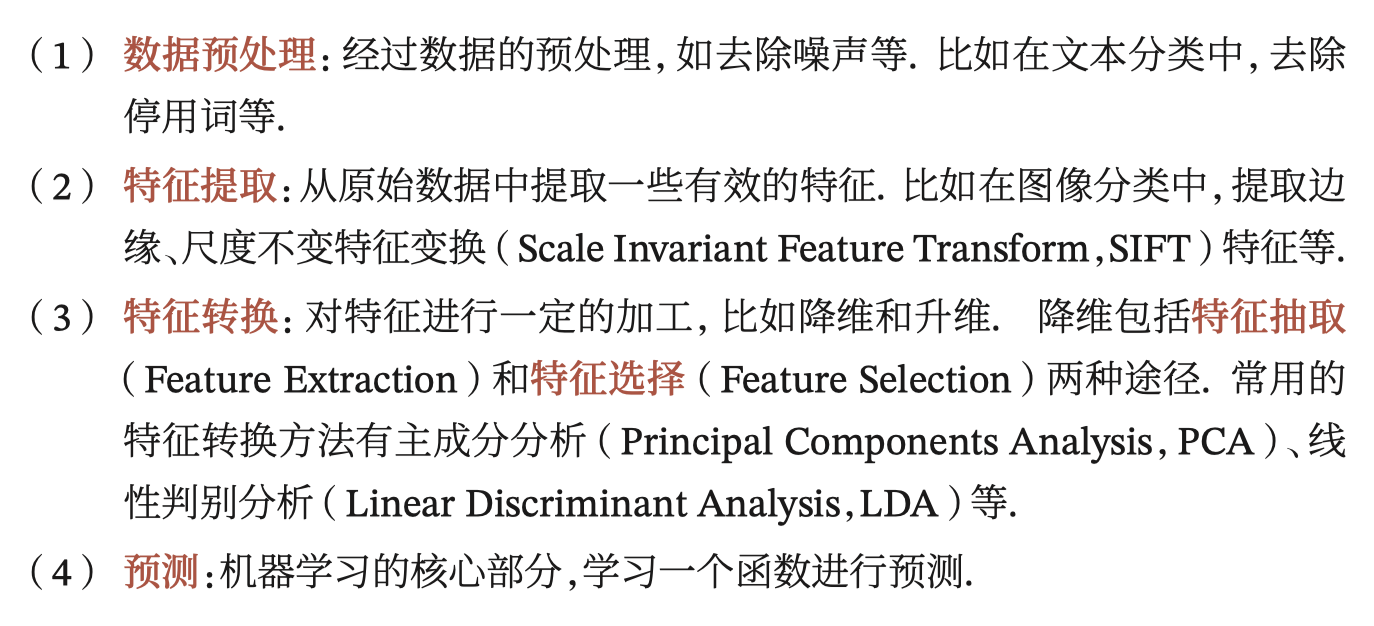 （1）数据预处理：经过数据的预处理，如去除噪声等. 比如在文本分类中，去除
停用词等.
（2）特征提取：从原始数据中提取一些有效的特征. 比如在图像分类中，提取边
缘、尺度不变特征变换（Scale Invariant Feature Transform，SIFT）特征等.
（3）特征转换：对特征进行一定的加工，比如降维和升维. 降维包括特征抽取
（Feature Extraction）和特征选择（Feature Selection）两种途径. 常用的
特征转换方法有主成分分析（Principal Components Analysis，PCA）、线
性判别分析（Linear Discriminant Analysis，LDA）等.
（4）预测：机器学习的核心部分，学习一个函数进行预测.